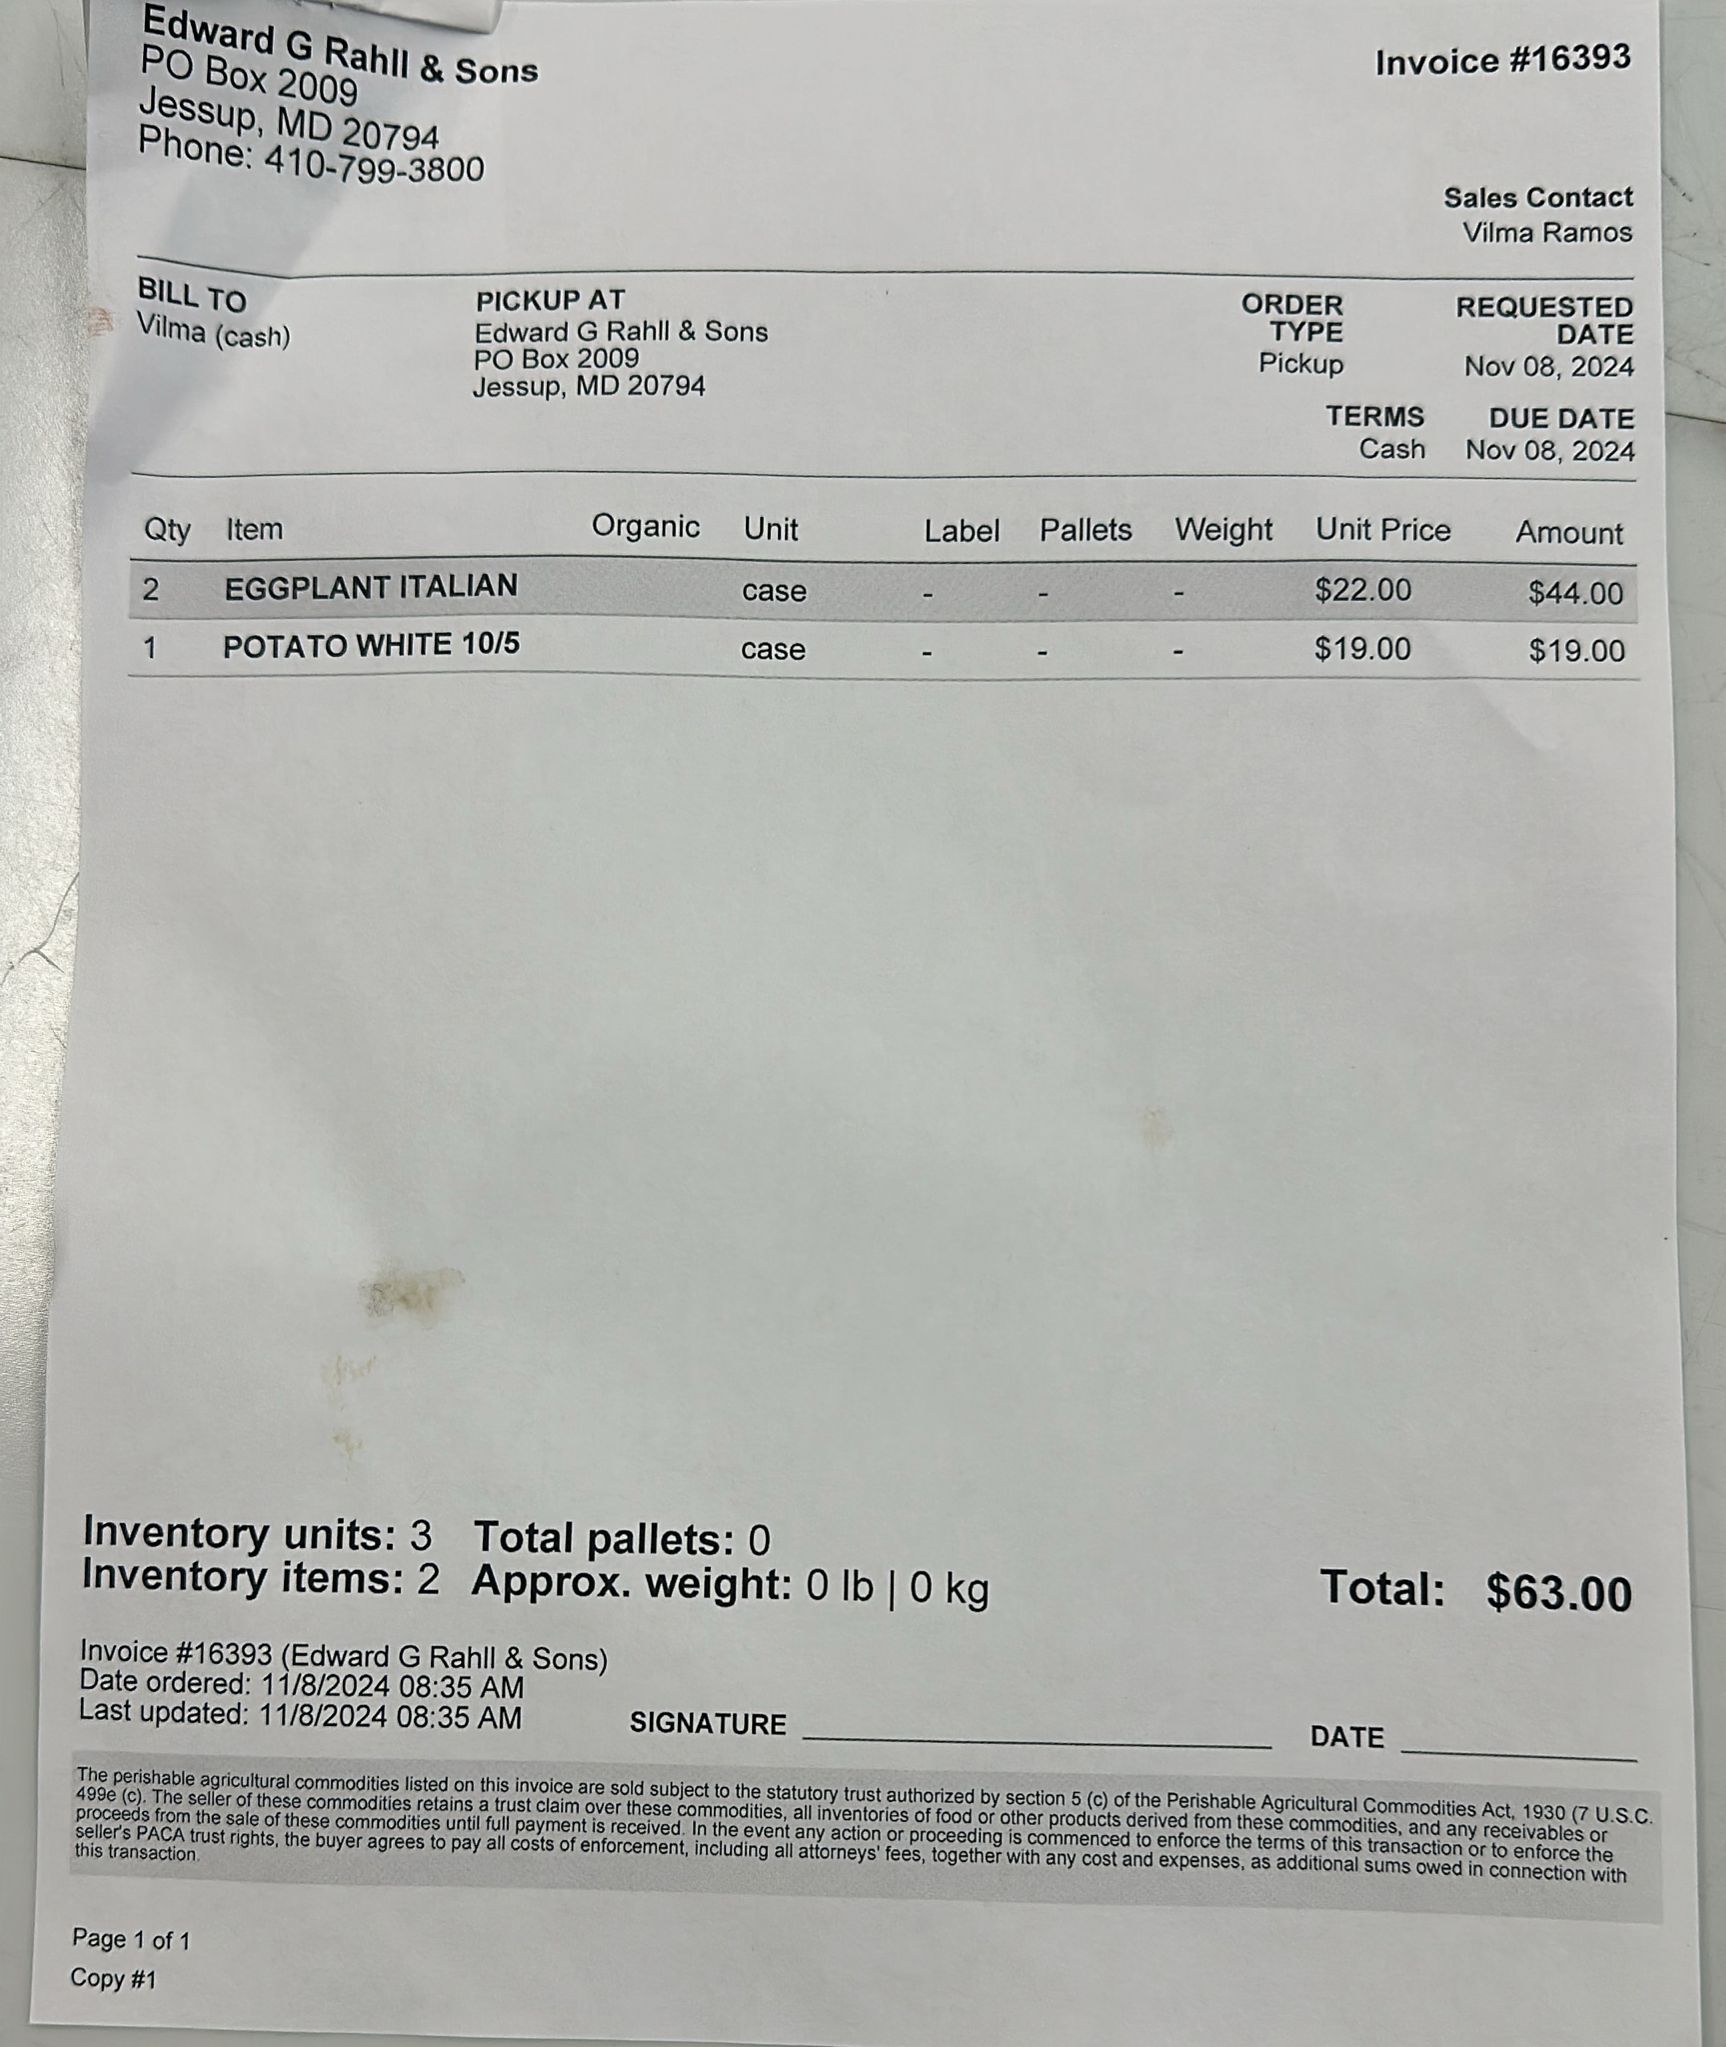 Edward G Rahll & Sons
PO Box 2009
Jessup, MD 20794
Phone: 410-799-3800
Invoice #16393
Sales Contact
Vilma Ramos
BILL TO
Vilma (cash)
PICKUP AT
Edward G Rahll & Sons
PO Box 2009
Jessup, MD 20794
ORDER TYPE
Pickup
REQUESTED DATE
Nov 08, 2024
TERMS
Cash
DUE DATE
Nov 08, 2024
Qty Item Organic Unit Label Pallets Weight Unit Price Amount
2 EGGPLANT ITALIAN case - - - $22.00 $44.00
1 POTATO WHITE 10/5 case - - - $19.00 $19.00
Inventory units: 3 Total pallets: 0
Inventory items: 2 Approx. weight: 0 lb | 0 kg
Total: $63.00
Invoice #16393 (Edward G Rahll & Sons)
Date ordered: 11/8/2024 08:35 AM
Last updated: 11/8/2024 08:35 AM
SIGNATURE
DATE
The perishable agricultural commodities listed on this invoice are sold subject to the statutory trust authorized by section 5 (c) of the Perishable Agricultural Commodities Act, 1930 (7 U.S.C.
499e (c). The seller of these commodities retains a trust claim over these commodities, all inventories of food or other products derived from these commodities, and any receivables or
proceeds from the sale of these commodities until full payment is received. In the event any action or proceeding is commenced to enforce the terms of this transaction or to enforce the
seller's PACA trust rights, the buyer agrees to pay all costs of enforcement, including all attorneys' fees, together with any cost and expenses, as additional sums owed in connection with
this transaction.
Page 1 of 1
Copy #1